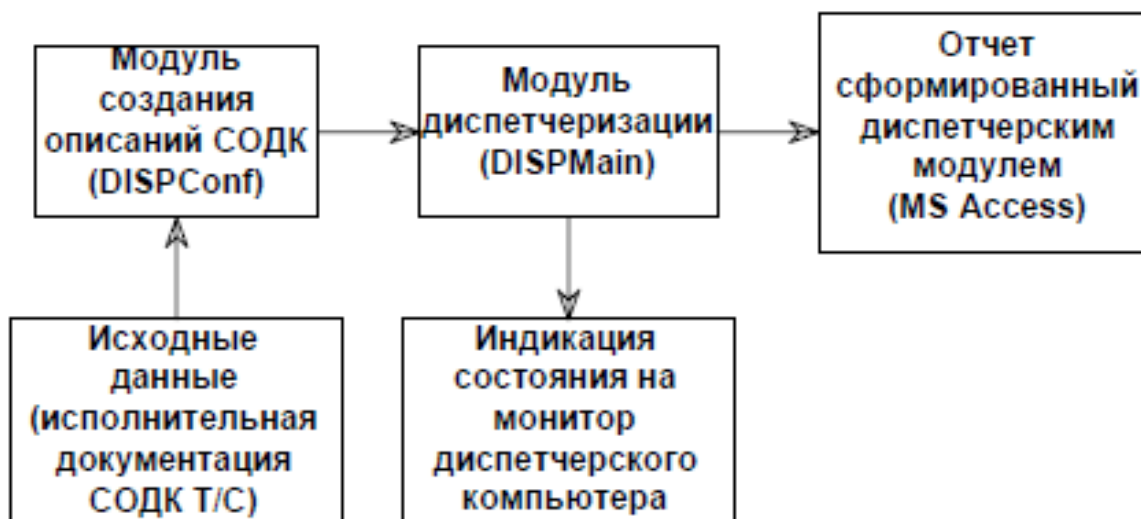 Модуль
создания
описаний СОДК
(DISPConf)
Модуль
диспетчеризации
(DISPMain)
Отчет
сформированный
диспетчерским
модулем
(MS Access)
Исходные
данные
(исполнительная
документация
СОДК Т/С)
Индикация
состояния на
монитор
диспетчерского
компьютера